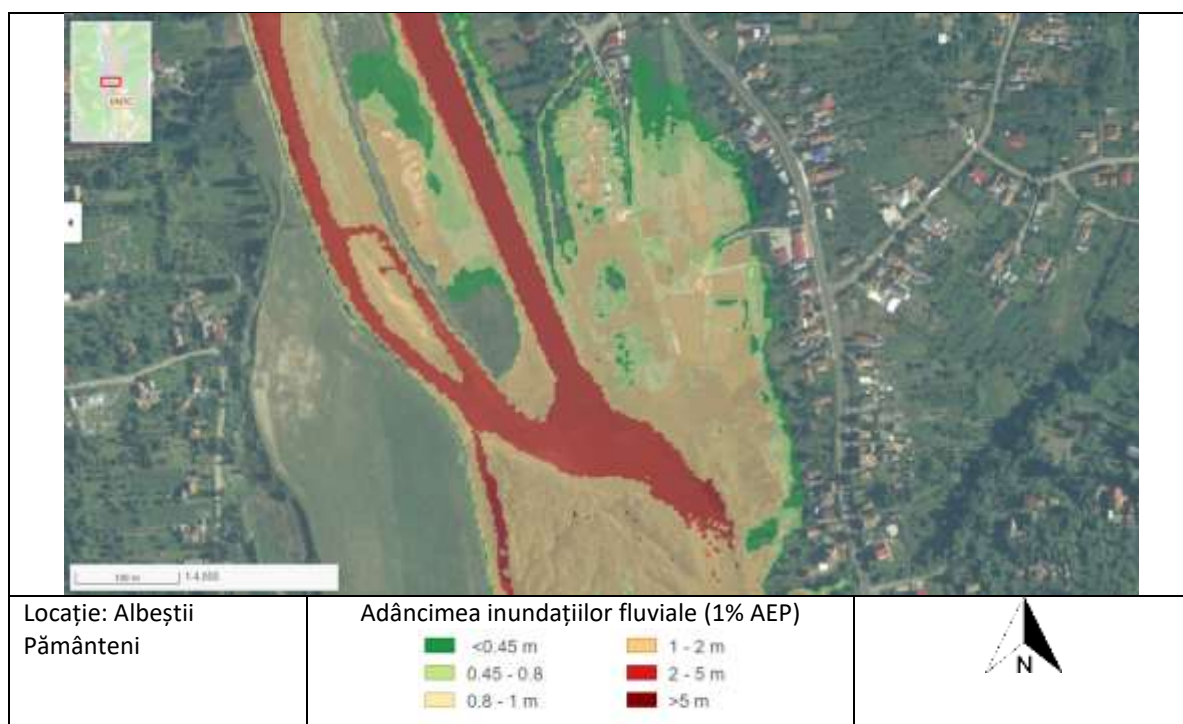 100 m
Locație: Albeștii
Pământeni
Adâncimea inundațiilor fluviale (1% AEP)
<0.45 m
0.45 - 0.8
0.8 - 1 m
1 - 2 m
2 - 5 m
>5 m
N